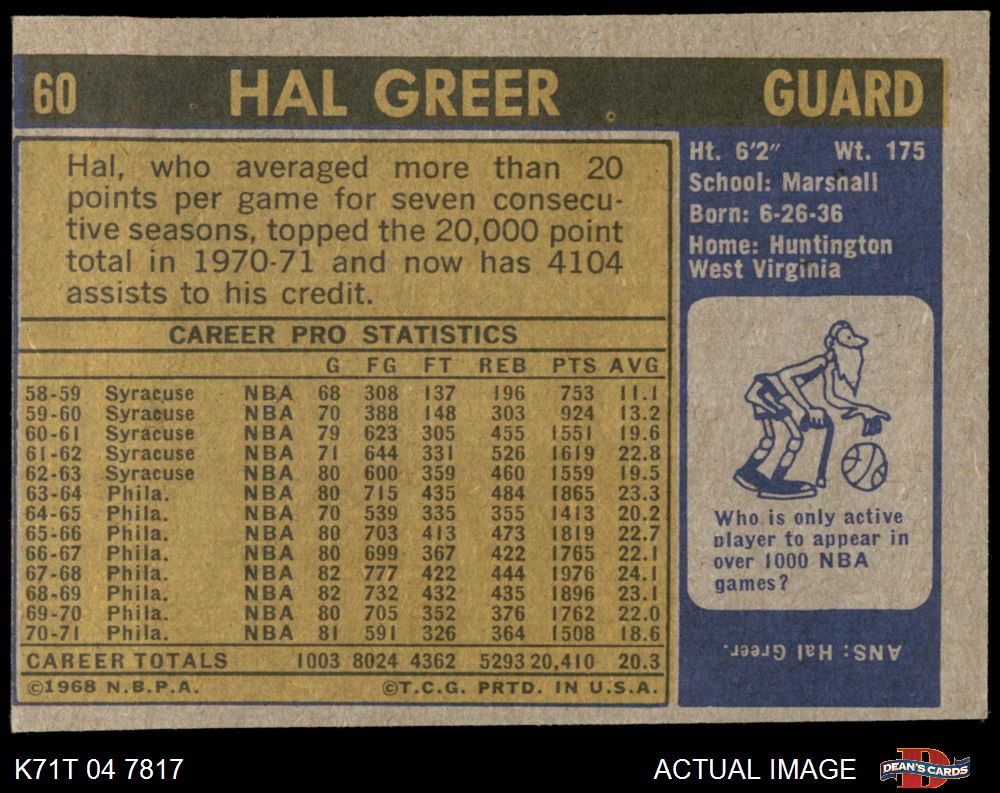 60 HAL GREER GUARD
Hal, who averaged more than 20
points per game for seven consecu-
tive seasons, topped the 20,000 point
total in 1970-71 and now has 4104
assists to his credit.
CAREER PRO STATISTICS
G FG FT REB PTS AVG
58-59 Syracuse NBA 68 308 137 196 753 11.1
59-60 Syracuse NBA 70 388 148 303 924 13.2
60-61 Syracuse NBA 79 623 305 455 1551 19.6
61-62 Syracuse NBA 71 644 331 526 1619 22.8
62-63 Syracuse NBA 80 600 359 460 1559 19.5
63-64 Phila. NBA 80 715 435 484 1865 23.3
64-65 Phila. NBA 70 539 335 355 1413 20.2
65-66 Phila. NBA 80 703 413 473 1819 22.7
66-67 Phila. NBA 80 699 367 422 1765 22.1
67-68 Phila. NBA 82 777 422 444 1976 24.1
68-69 Phila. NBA 82 732 432 435 1896 23.1
69-70 Phila. NBA 80 705 352 376 1762 22.0
70-71 Phila. NBA 81 591 326 364 1508 18.6
CAREER TOTALS 1003 8024 4362 5293 20,410 20.3
©1968 N.B.P.A. ©T.C.G. PRTD. IN U.S.A.
Ht. 6'2" Wt. 175
School: Marshall
Born: 6-26-36
Home: Huntington
West Virginia
Who is only active
player to appear in
over 1000 NBA
games?
ANS: Hal Greer.
K71T 04 7817 ACTUAL IMAGE
D
DEAN'S CARDS